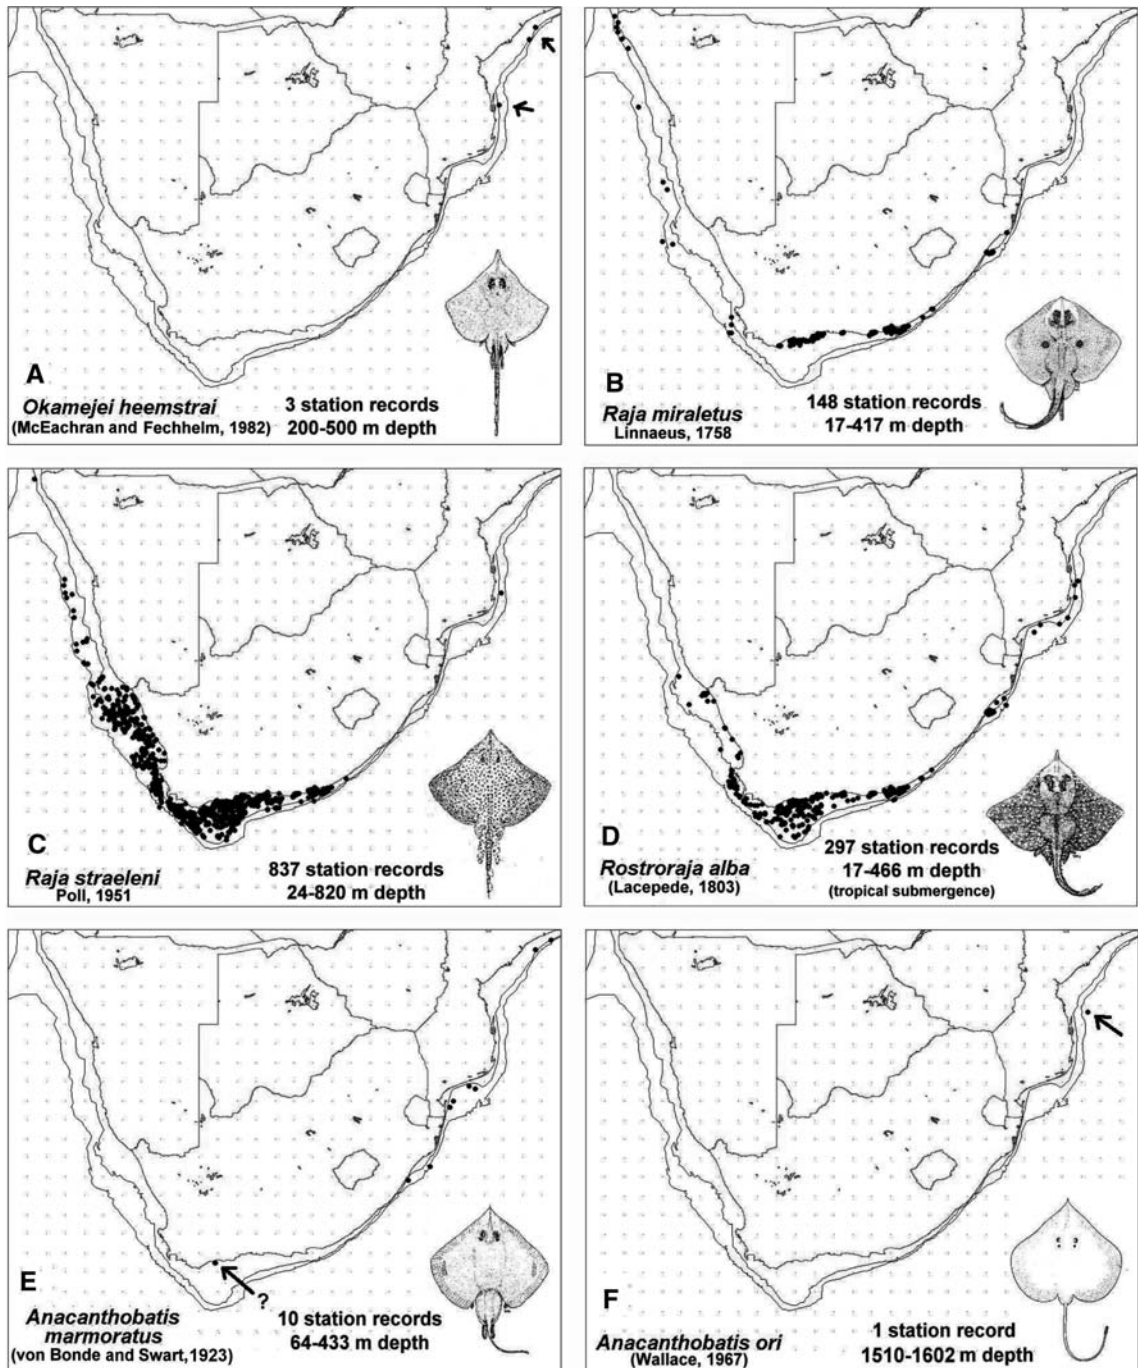 A
Okamejei heemstrai
(McEachran and Fechhelm, 1982)
3 station records
200-500 m depth
B
Raja miraletus
Linnaeus, 1758
148 station records
17-417 m depth
C
Raja straeleni
Poll, 1951
837 station records
24-820 m depth
D
Rostroraja alba
(Lacepede, 1803)
297 station records
17-466 m depth
(tropical submergence)
E
?
Anacanthobatis
marmoratus
(von Bonde and Swart,1923)
10 station records
64-433 m depth
F
Anacanthobatis ori
(Wallace, 1967)
1 station record
1510-1602 m depth